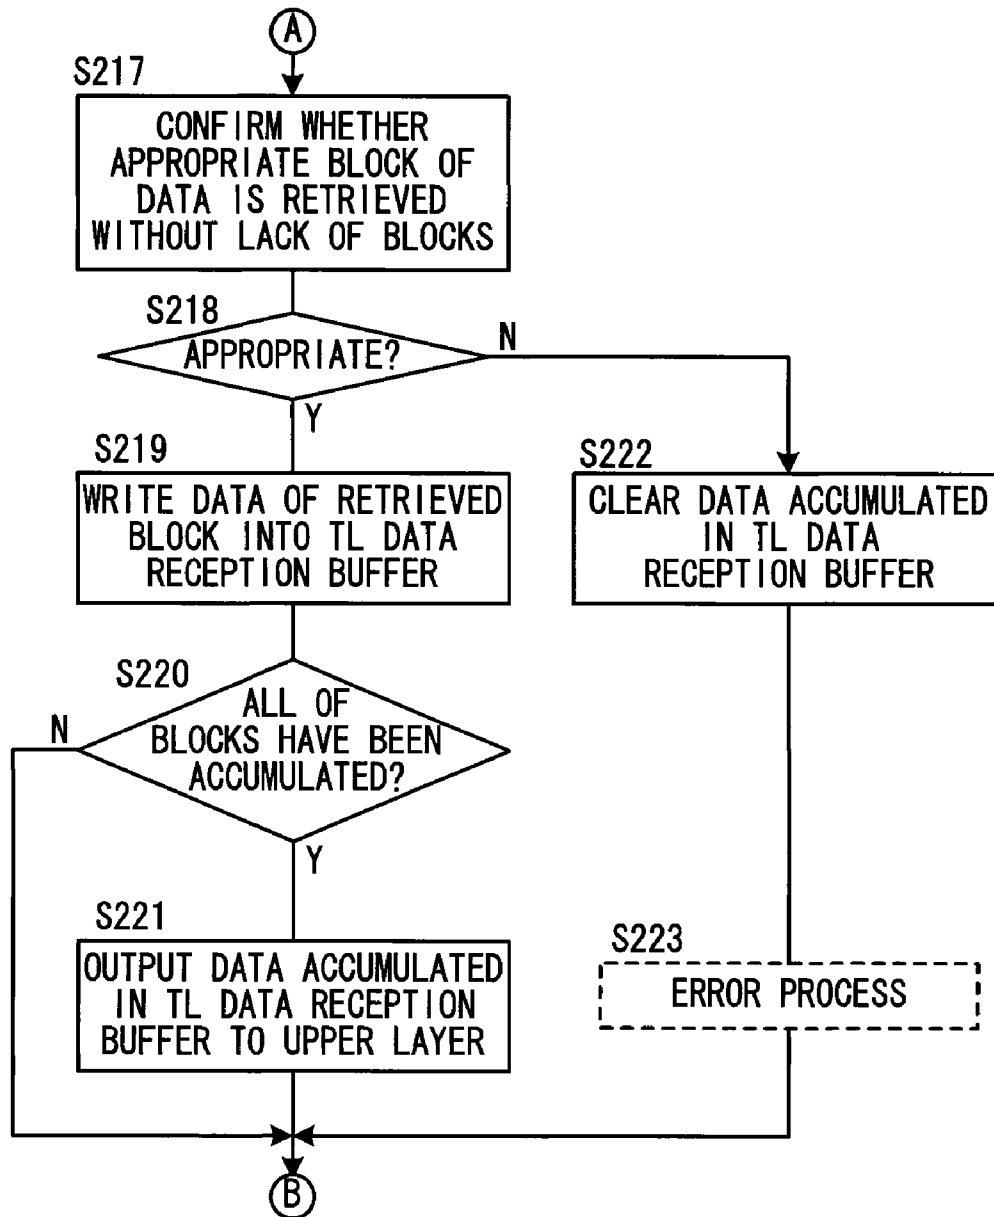 A
S217
CONFIRM WHETHER
APPROPRIATE BLOCK OF
DATA IS RETRIEVED
WITHOUT LACK OF BLOCKS
S218
APPROPRIATE?
N
Y
S219
WRITE DATA OF RETRIEVED
BLOCK INTO TL DATA
RECEPTION BUFFER
S222
CLEAR DATA ACCUMULATED
IN TL DATA
RECEPTION BUFFER
S220
ALL OF
BLOCKS HAVE BEEN
ACCUMULATED?
N
Y
S221
OUTPUT DATA ACCUMULATED
IN TL DATA RECEPTION
BUFFER TO UPPER LAYER
S223
ERROR PROCESS
B